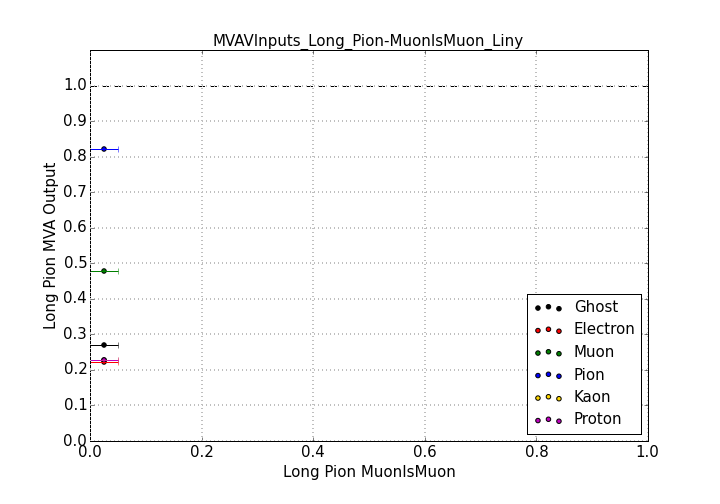 MVAVInputs_Long_Pion-MuonIsMuon_Liny
1.0
0.9
0.8
0.7
0.6
0.5
0.4
0.3
0.2
0.1
0.0
Long Pion MVA Output
Ghost
Electron
Muon
Pion
Kaon
Proton
0.0 0.2 0.4 0.6 0.8 1.0
Long Pion MuonIsMuon